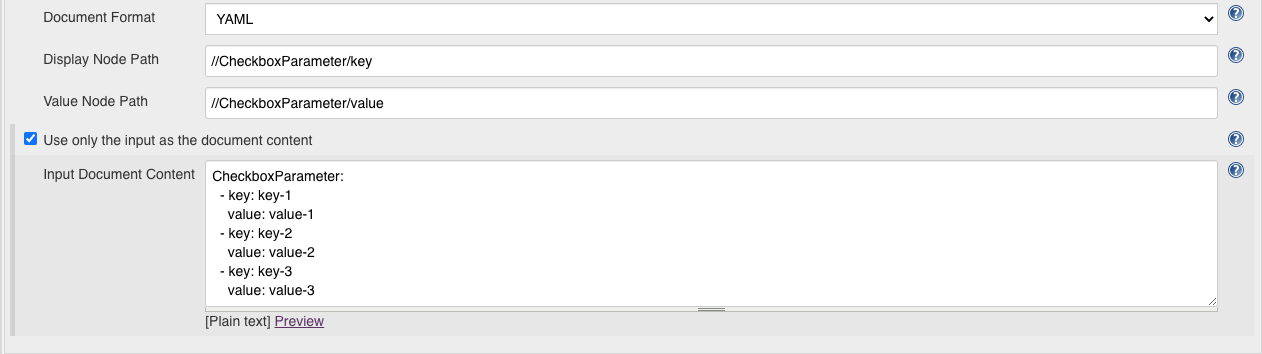 Document Format
YAML
Display Node Path
//CheckboxParameter/key
Value Node Path
//CheckboxParameter/value
Use only the input as the document content
Input Document Content
CheckboxParameter:
- key: key-1
value: value-1
- key: key-2
value: value-2
- key: key-3
value: value-3
[Plain text] Preview